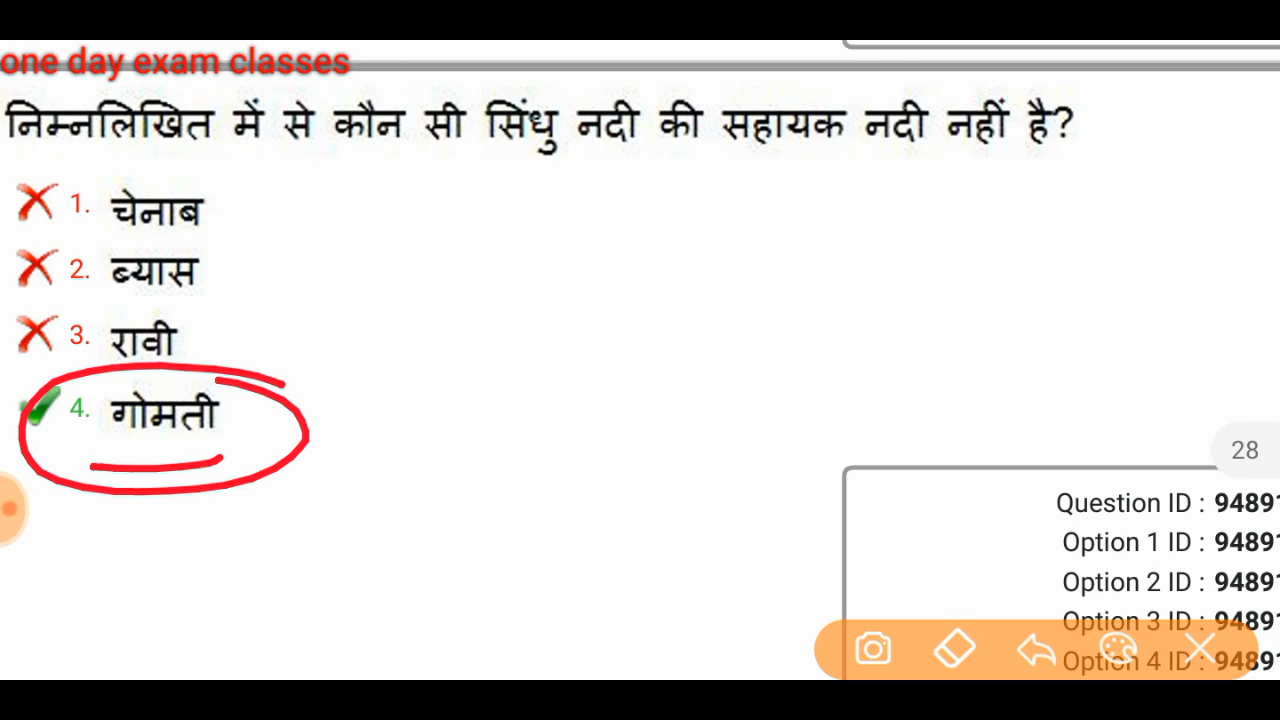 one day exam classes
निम्नलिखित में से कौन सी सिंधु नदी की सहायक नदी नहीं है?
1. चेनाब
2. ब्यास
3. रावी
4. गोमती
28
Question ID : 9489
Option 1 ID : 9489
Option 2 ID : 9489
Option 3 ID : 9489
Option 4 ID : 9489